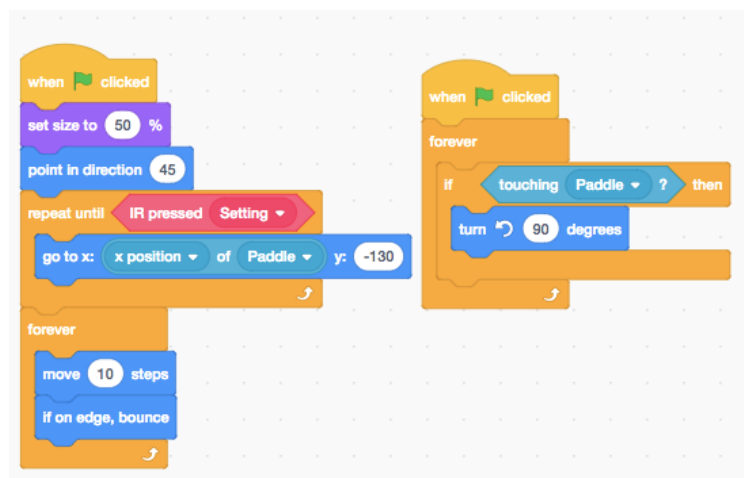 when clicked
set size to 50 %
point in direction 45
repeat until IR pressed Setting
go to x: x position of Paddle y: -130
forever
move 10 steps
if on edge, bounce
when clicked
forever
if touching Paddle ? then
turn 90 degrees